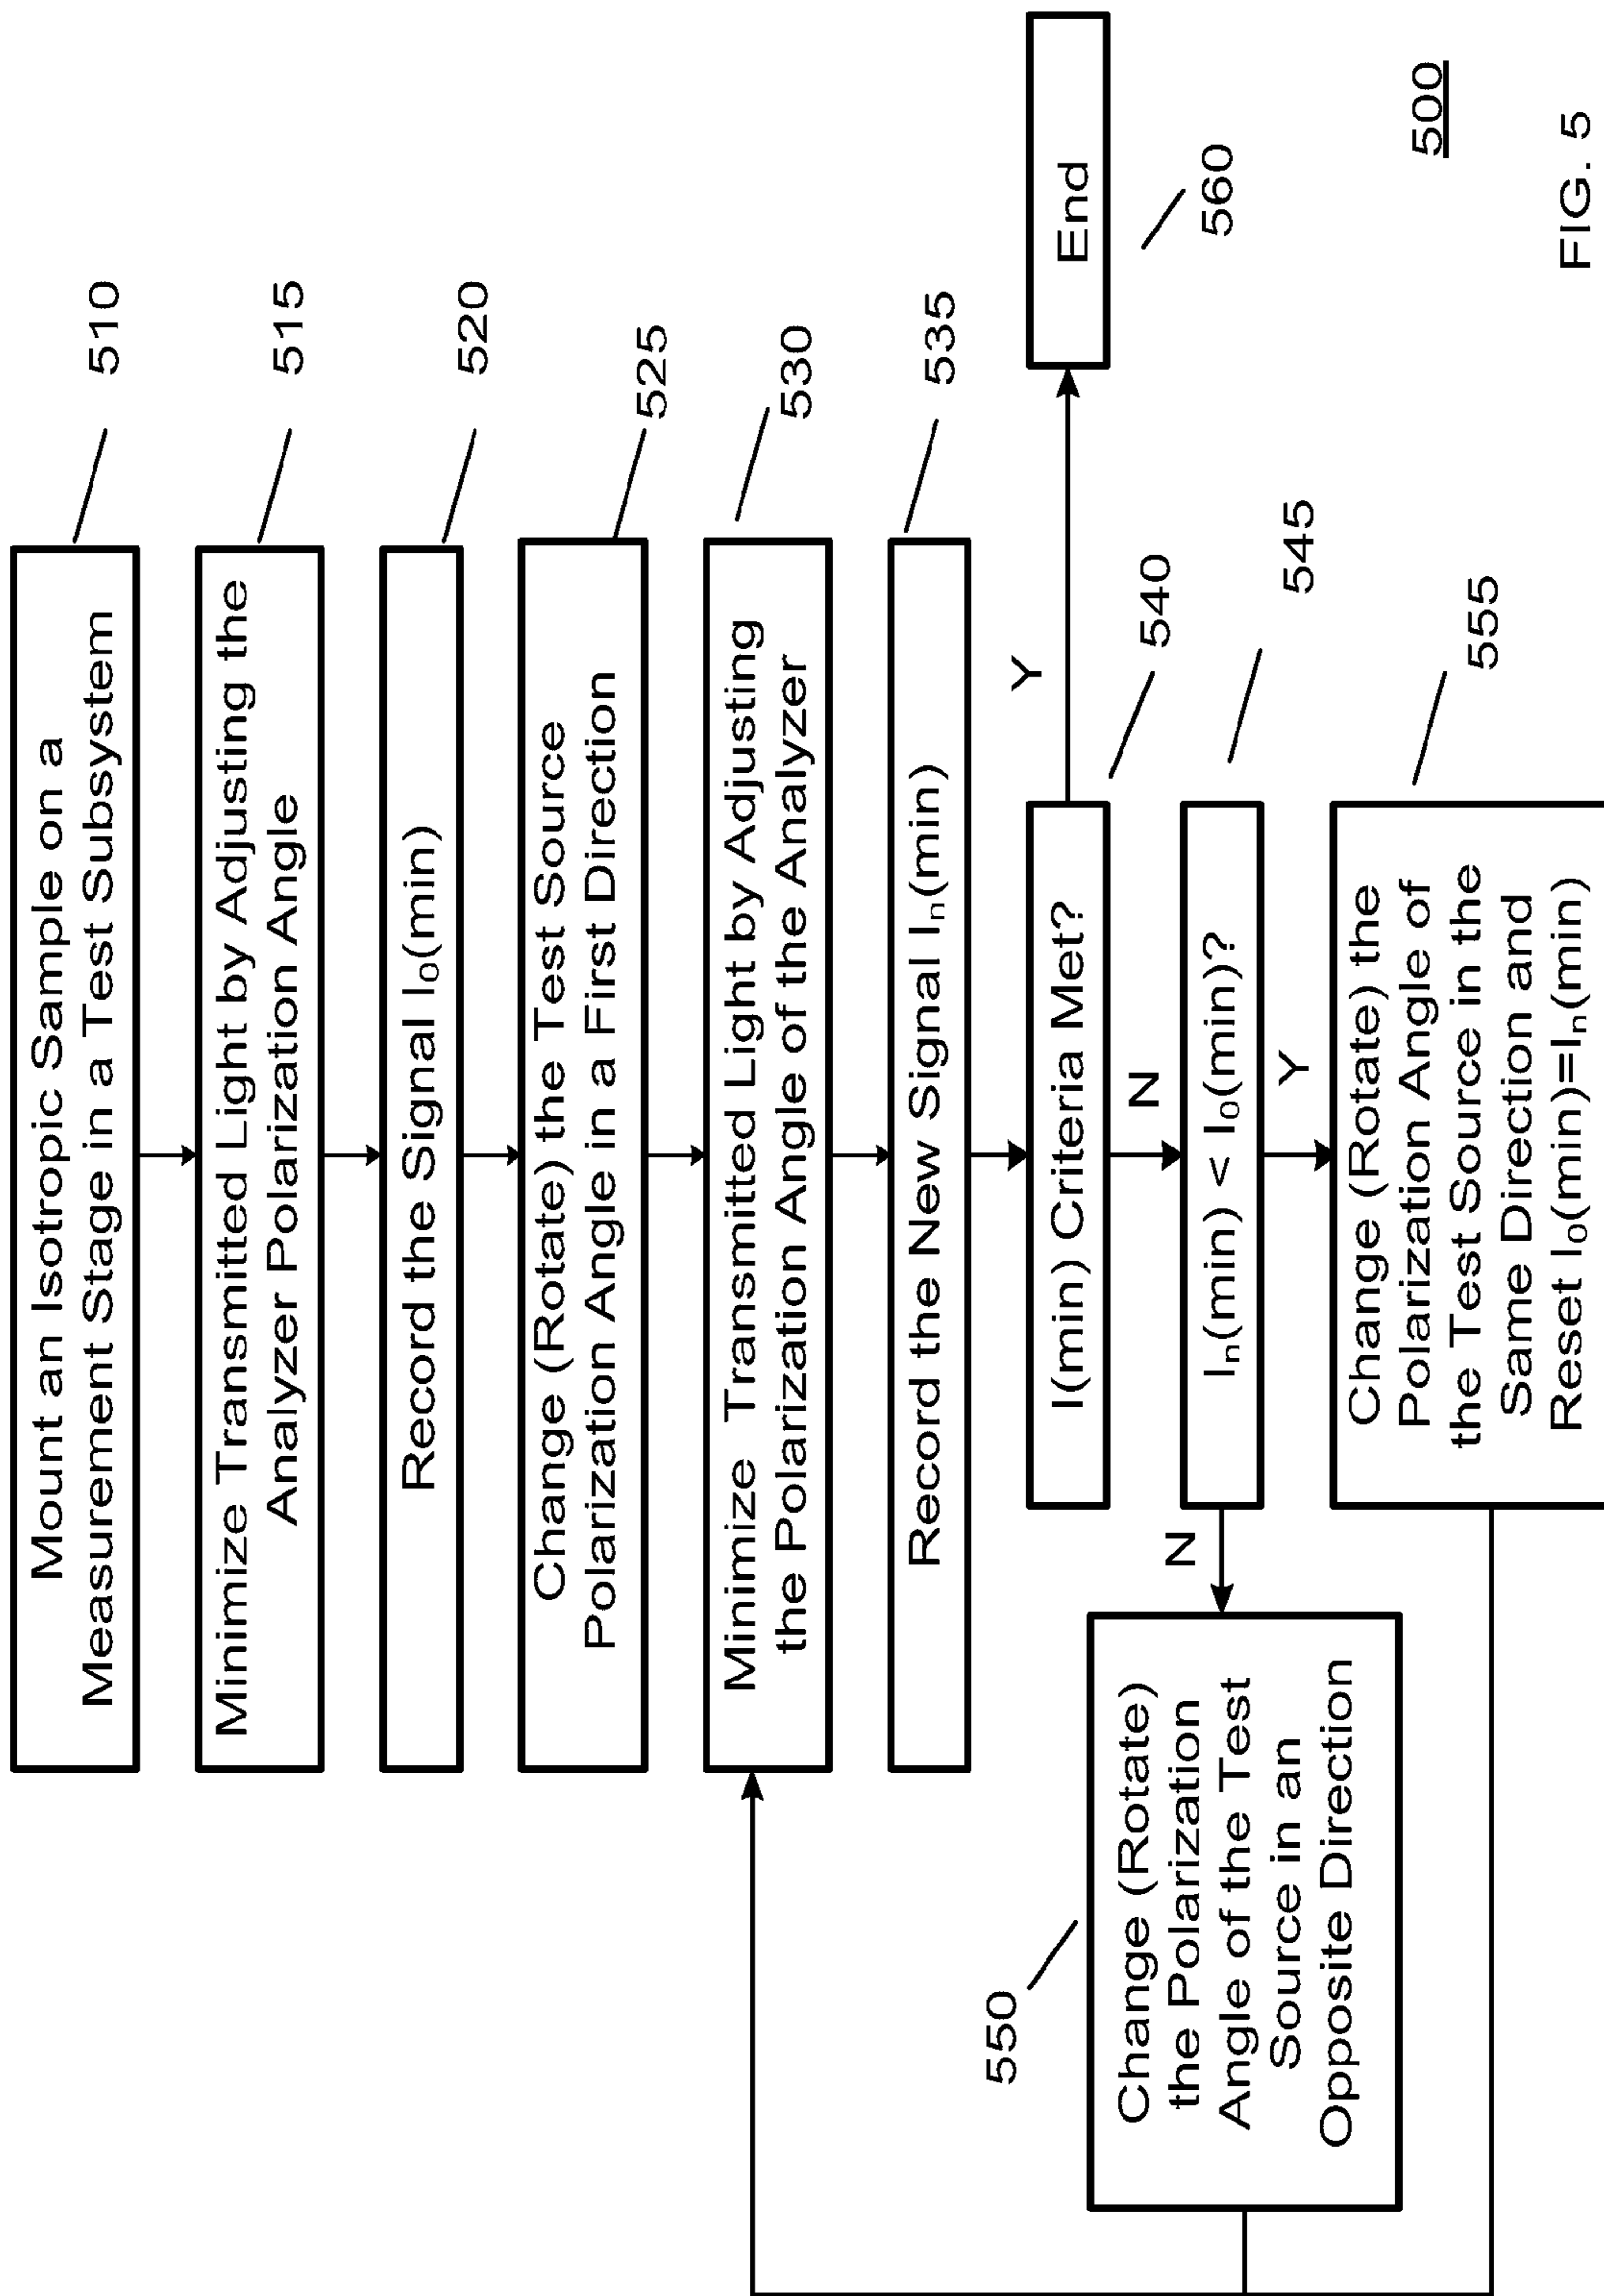 Mount an Isotropic Sample on a
Measurement Stage in a Test Subsystem
510
Minimize Transmitted Light by Adjusting the
Analyzer Polarization Angle
515
Record the Signal I₀(min)
520
Change (Rotate) the Test Source
Polarization Angle in a First Direction
525
Minimize Transmitted Light by Adjusting
the Polarization Angle of the Analyzer
530
Record the New Signal Iₙ(min)
535
I(min) Criteria Met?
540
Y
End
560
N
Iₙ(min) < I₀(min)?
545
N
Y
Change (Rotate)
the Polarization
Angle of the Test
Source in an
Opposite Direction
550
Change (Rotate) the
Polarization Angle of
the Test Source in the
Same Direction and
Reset I₀(min)=Iₙ(min)
555
500
FIG. 5